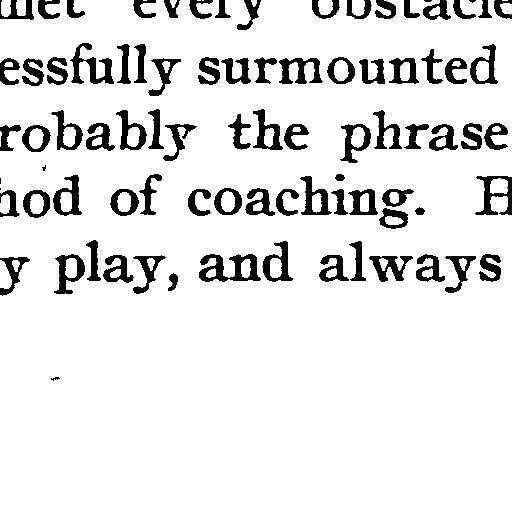 met every obstacle
essfully surmounted
robably the phrase
hod of coaching. H
y play, and always